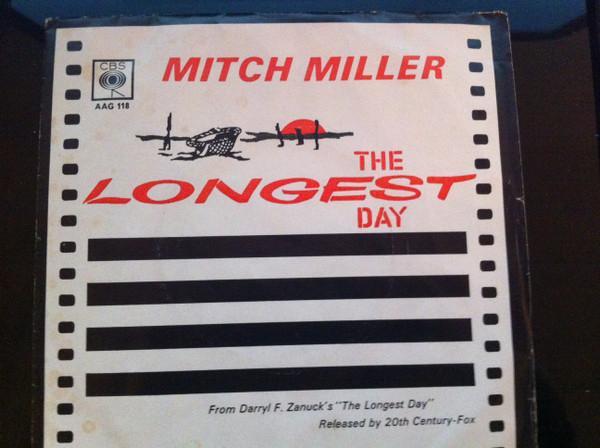 CBS
AAG 118
MITCH MILLER
THE
LONGEST
DAY
From Darryl F. Zanuck's "The Longest Day"
Released by 20th Century-Fox